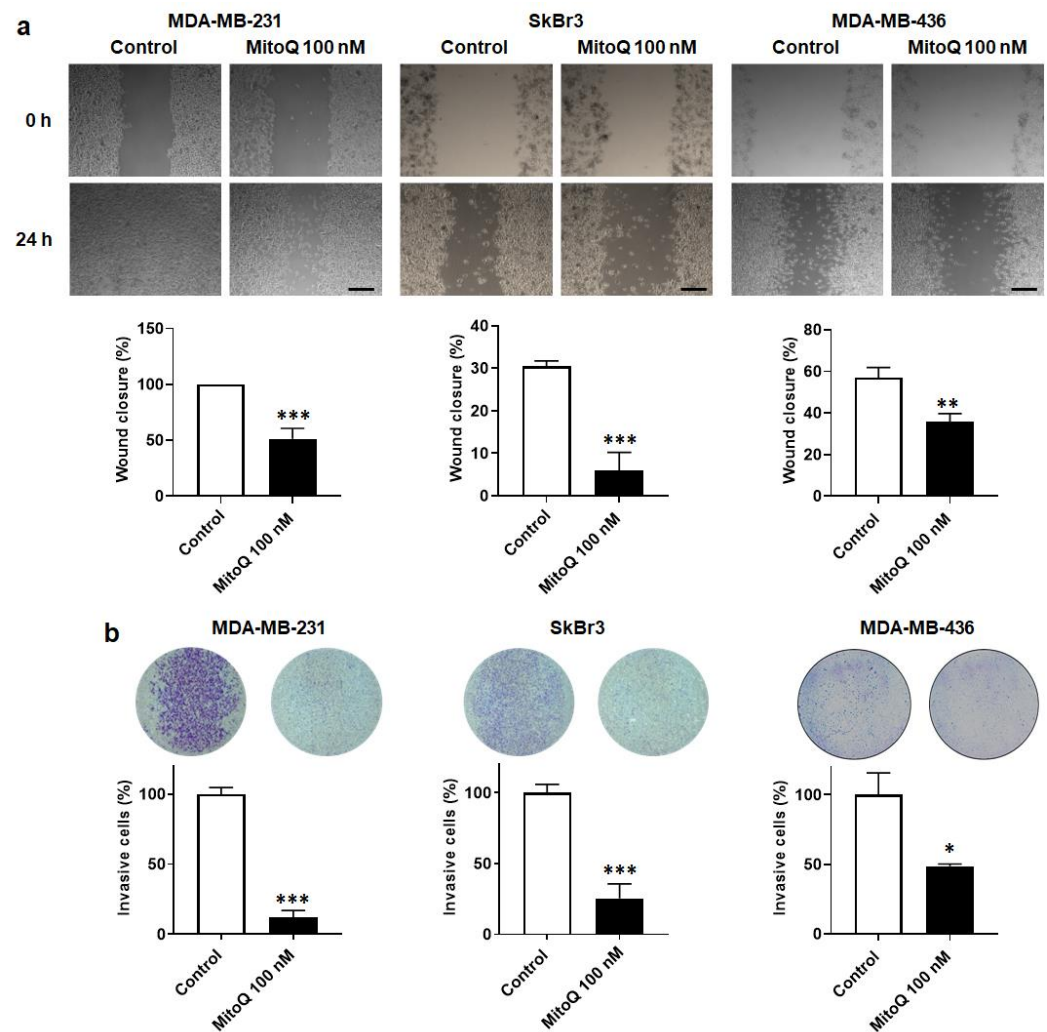 a
MDA-MB-231
SkBr3
MDA-MB-436
Control
MitoQ 100 nM
Control
MitoQ 100 nM
Control
MitoQ 100 nM
0 h
24 h
Wound closure (%)
150
100
50
0
***
Control
MitoQ 100 nM
Wound closure (%)
40
30
20
10
0
***
Control
MitoQ 100 nM
Wound closure (%)
80
60
40
20
0
**
Control
MitoQ 100 nM
b
MDA-MB-231
SkBr3
MDA-MB-436
Invasive cells (%)
100
50
0
***
Control
MitoQ 100 nM
Invasive cells (%)
100
50
0
***
Control
MitoQ 100 nM
Invasive cells (%)
100
50
0
*
Control
MitoQ 100 nM